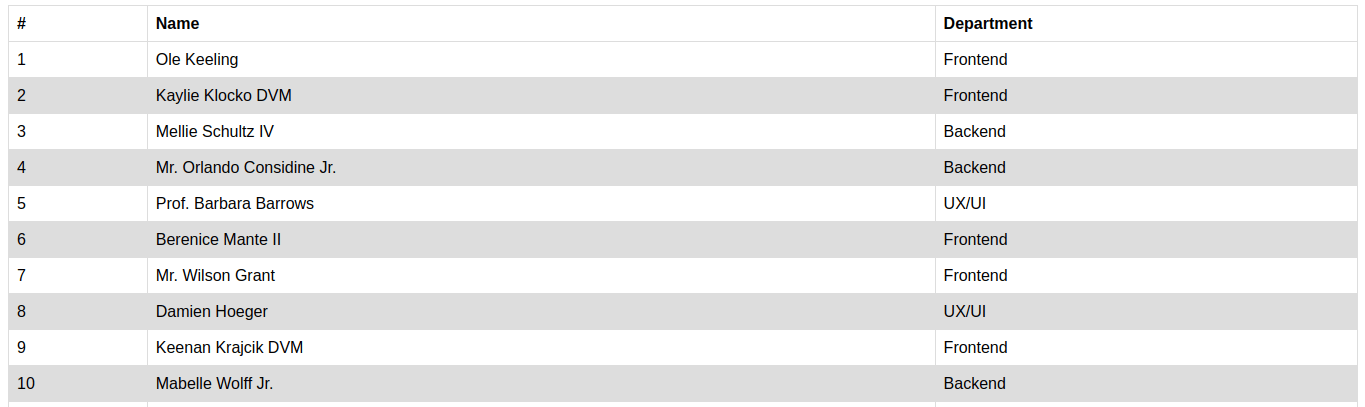 # Name Department
1 Ole Keeling Frontend
2 Kaylie Klocko DVM Frontend
3 Mellie Schultz IV Backend
4 Mr. Orlando Considine Jr. Backend
5 Prof. Barbara Barrows UX/UI
6 Berenice Mante II Frontend
7 Mr. Wilson Grant Frontend
8 Damien Hoeger UX/UI
9 Keenan Krajcik DVM Frontend
10 Mabelle Wolff Jr. Backend